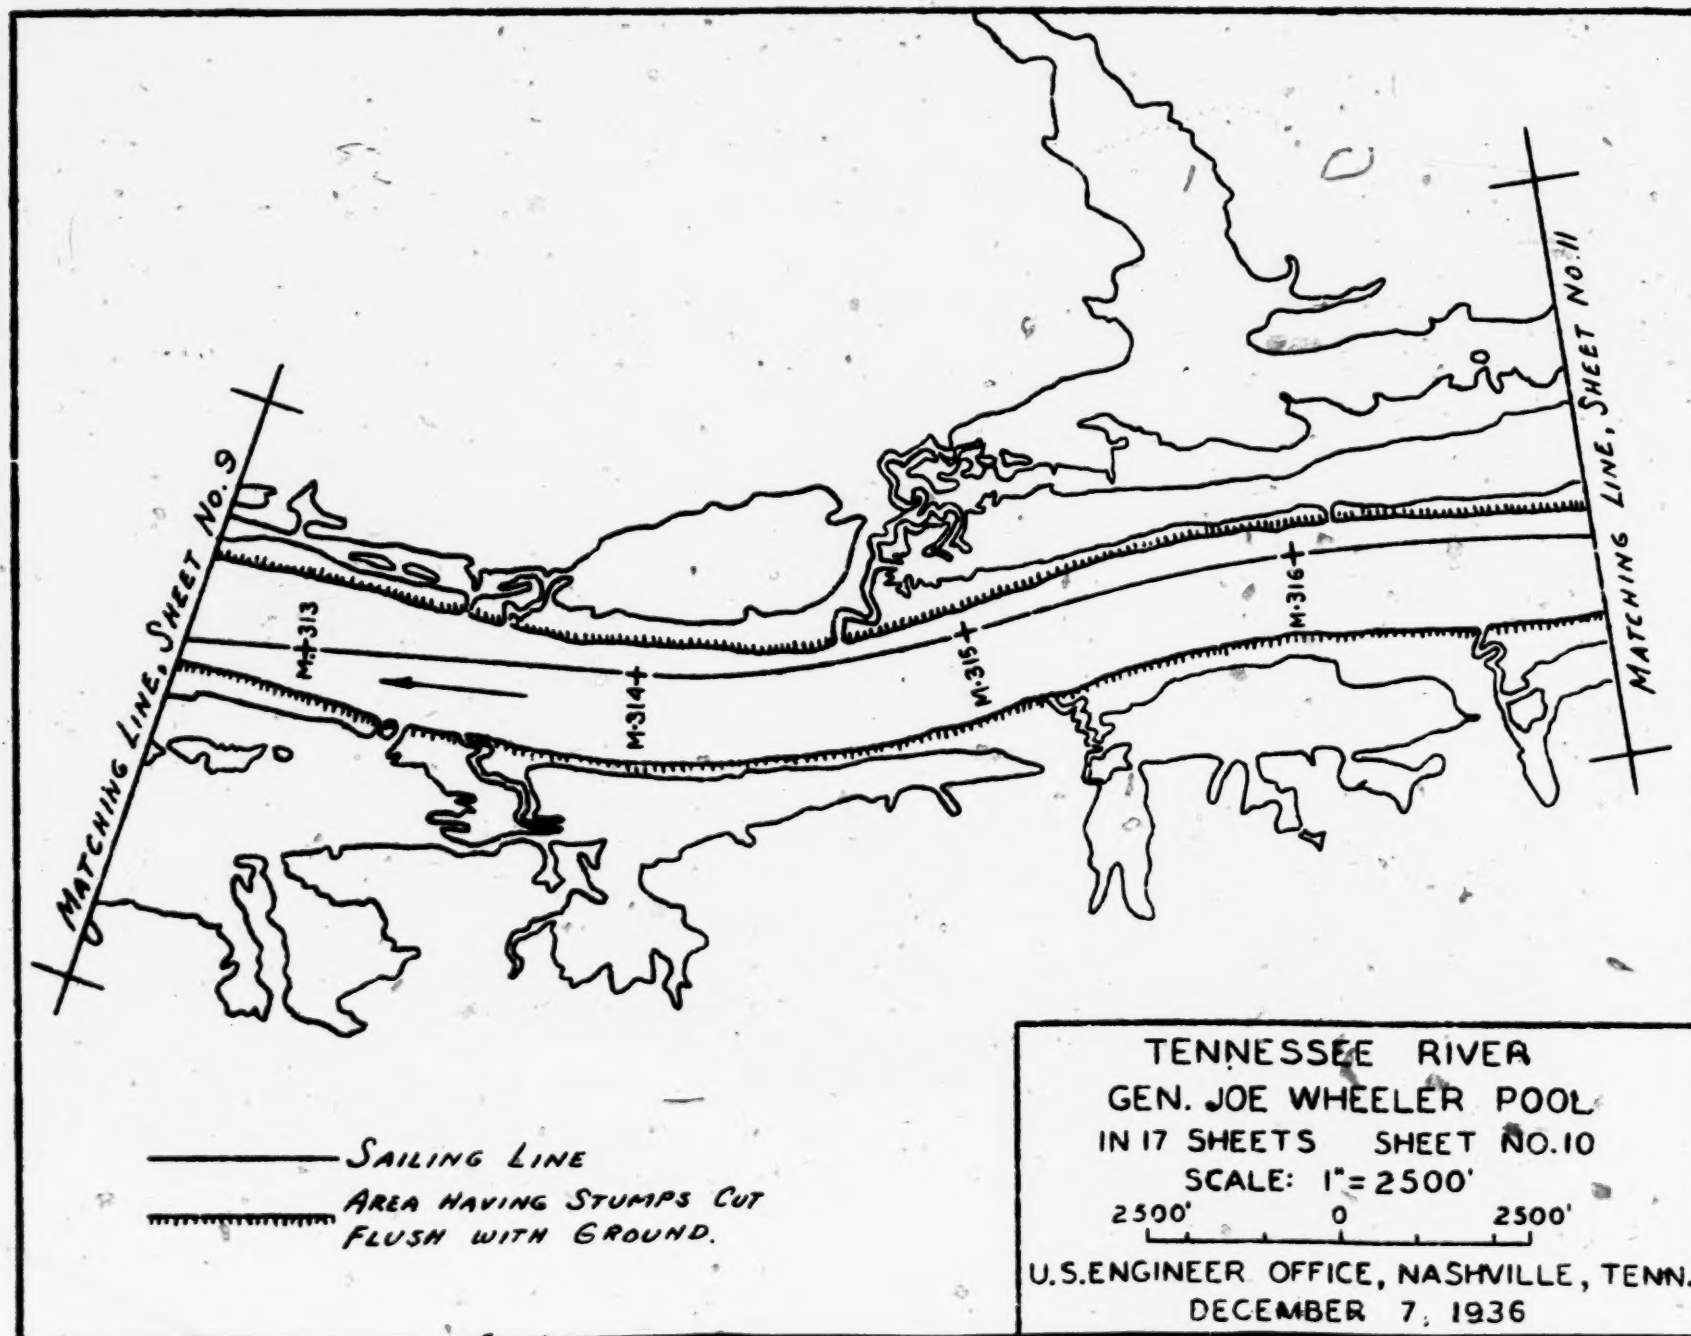 MATCHING LINE, SHEET NO. 9
MATCHING LINE, SHEET NO. 11
M. 313
M. 314
M. 315
M. 316
SAILING LINE
AREA HAVING STUMPS CUT
FLUSH WITH GROUND.
TENNESSEE RIVER
GEN. JOE WHEELER POOL
IN 17 SHEETS SHEET NO. 10
SCALE: 1" = 2500'
2500' 0 2500'
U.S. ENGINEER OFFICE, NASHVILLE, TENN.
DECEMBER 7, 1936